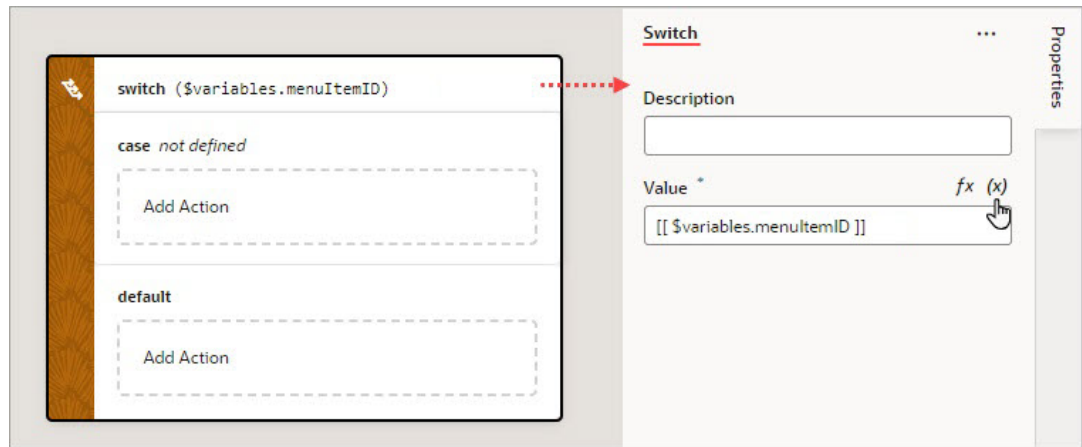 switch ($variables.menuItemID)
case not defined
Add Action
default
Add Action
Switch
...
Description
Value *
fx (x)
[[ $variables.menuItemID ]]
Properties